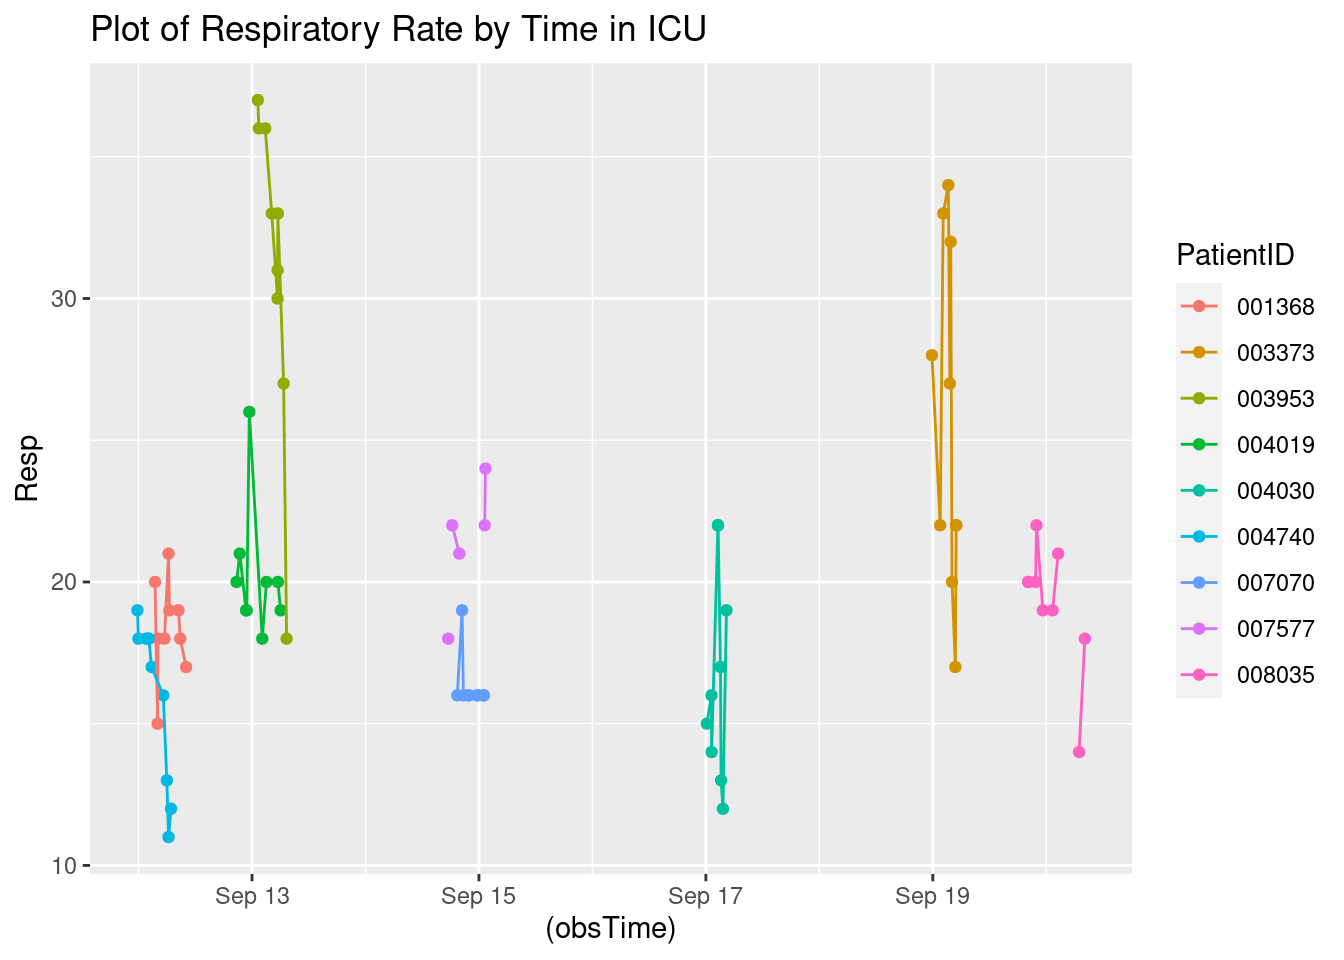 Plot of Respiratory Rate by Time in ICU
Resp
30
20
10
Sep 13
Sep 15
Sep 17
Sep 19
(obsTime)
PatientID
001368
003373
003953
004019
004030
004740
007070
007577
008035